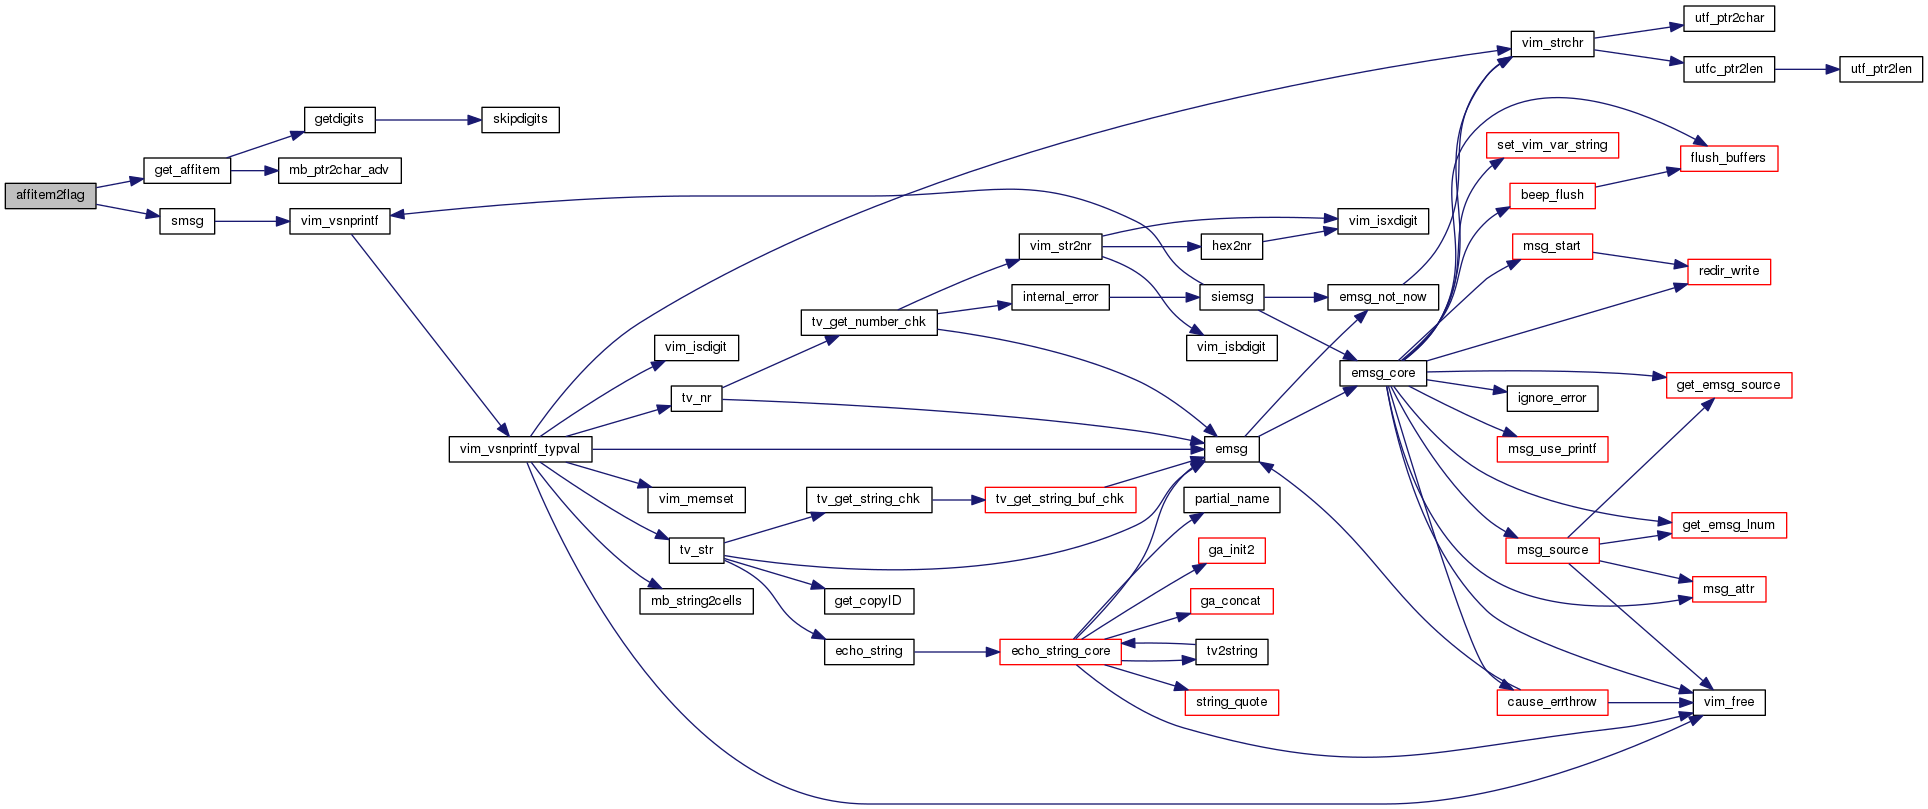 affitem2flag
get_affitem
smsg
getdigits
mb_ptr2char_adv
vim_vsnprintf
skipdigits
vim_vsnprintf_typval
vim_isdigit
tv_nr
vim_memset
tv_str
mb_string2cells
tv_get_number_chk
tv_get_string_chk
get_copyID
echo_string
vim_str2nr
internal_error
tv_get_string_buf_chk
echo_string_core
hex2nr
siemsg
vim_isbdigit
emsg
partial_name
ga_init2
ga_concat
tv2string
string_quote
vim_isxdigit
emsg_not_now
emsg_core
vim_strchr
set_vim_var_string
beep_flush
msg_start
ignore_error
msg_use_printf
msg_source
cause_errthrow
utf_ptr2char
utfc_ptr2len
flush_buffers
redir_write
get_emsg_source
get_emsg_lnum
msg_attr
vim_free
utf_ptr2len